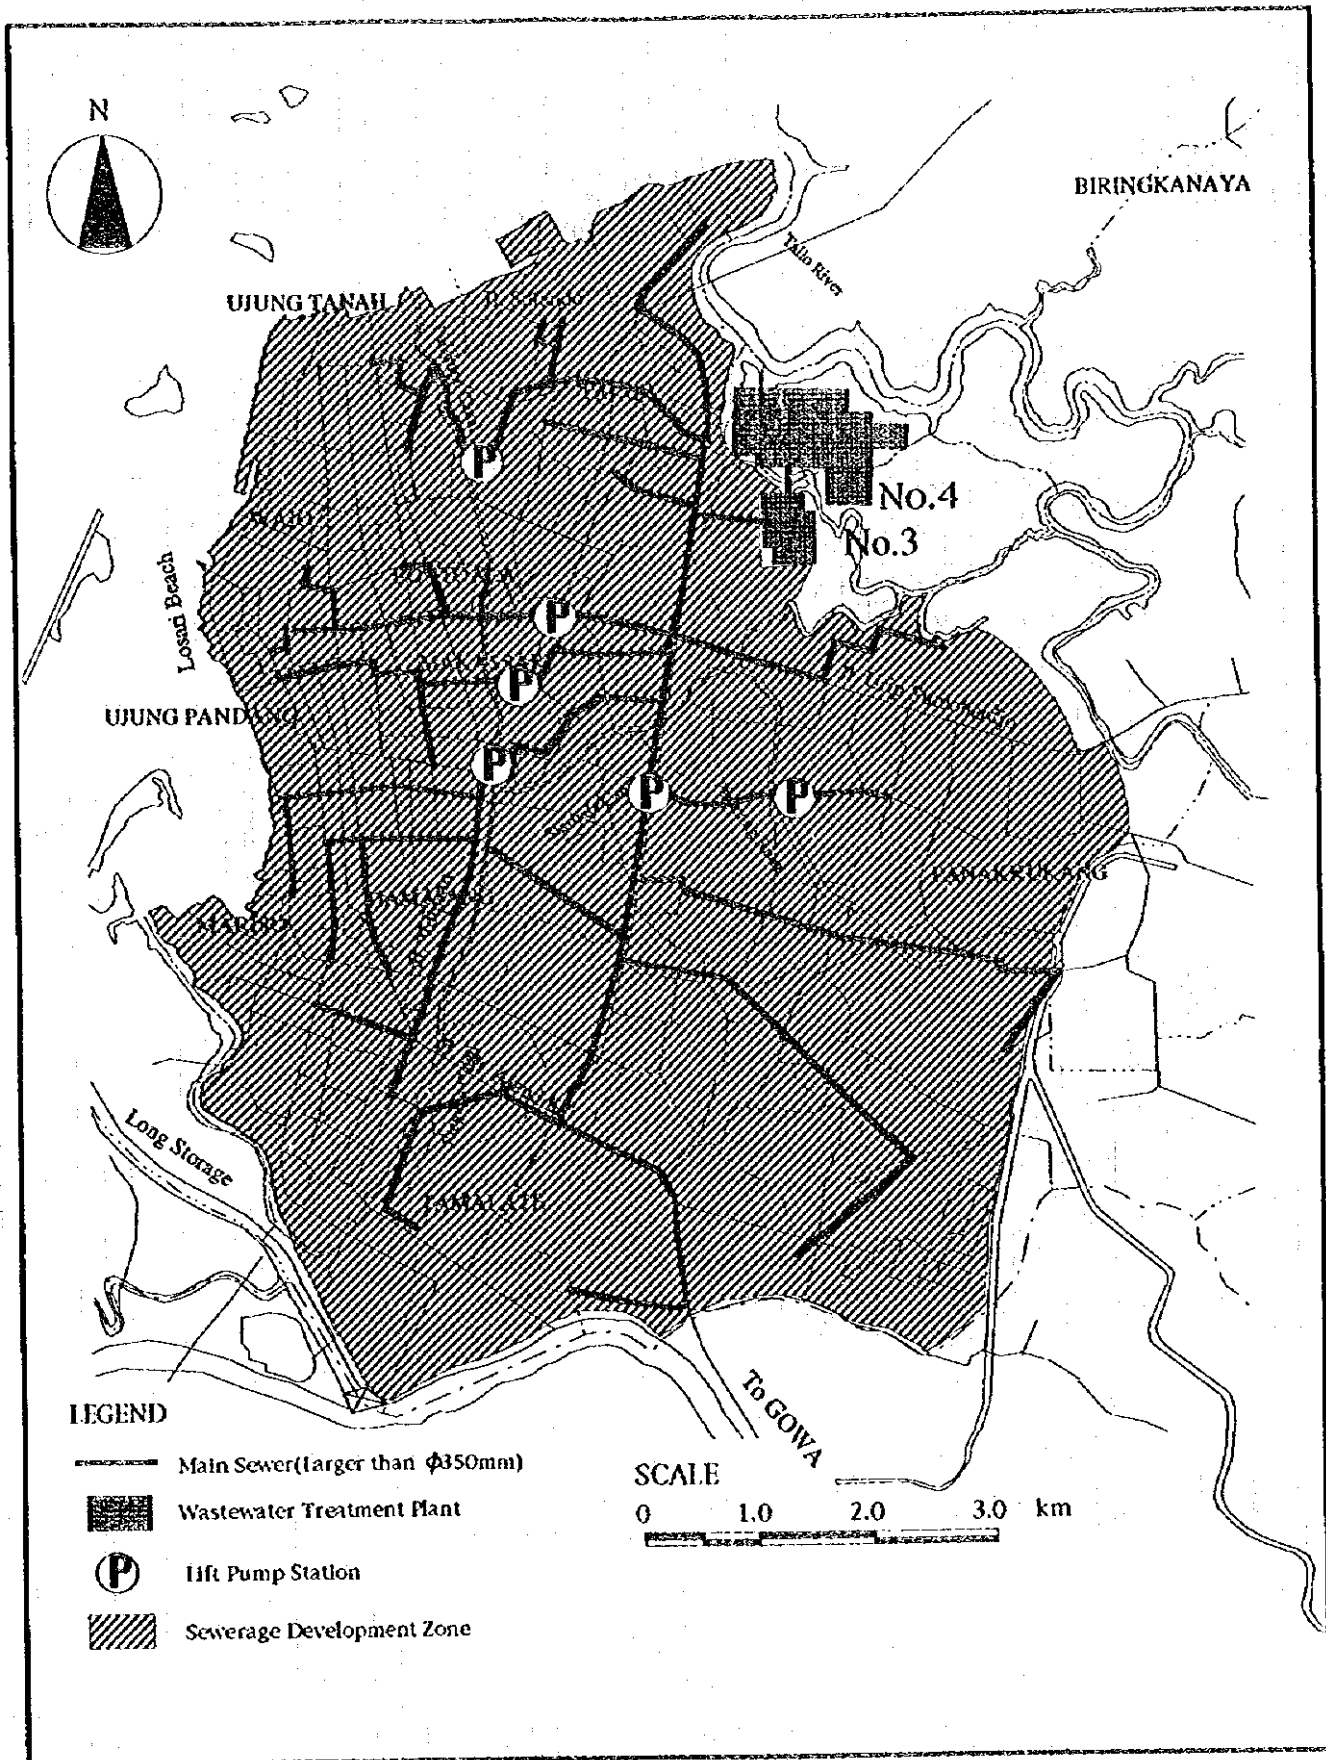 N
BIRINGKANAYA
Tallo River
UJUNG TANAH
P
No.4
No.3
Losari Beach
P
P
UJUNG PANDANG
P
P
P
PANAKKUKANG
Long Storage
TAMALATE
To GOWA
LEGEND
Main Sewer(larger than ϕ350mm)
Wastewater Treatment Plant
P Lift Pump Station
Sewerage Development Zone
SCALE
0 1.0 2.0 3.0 km